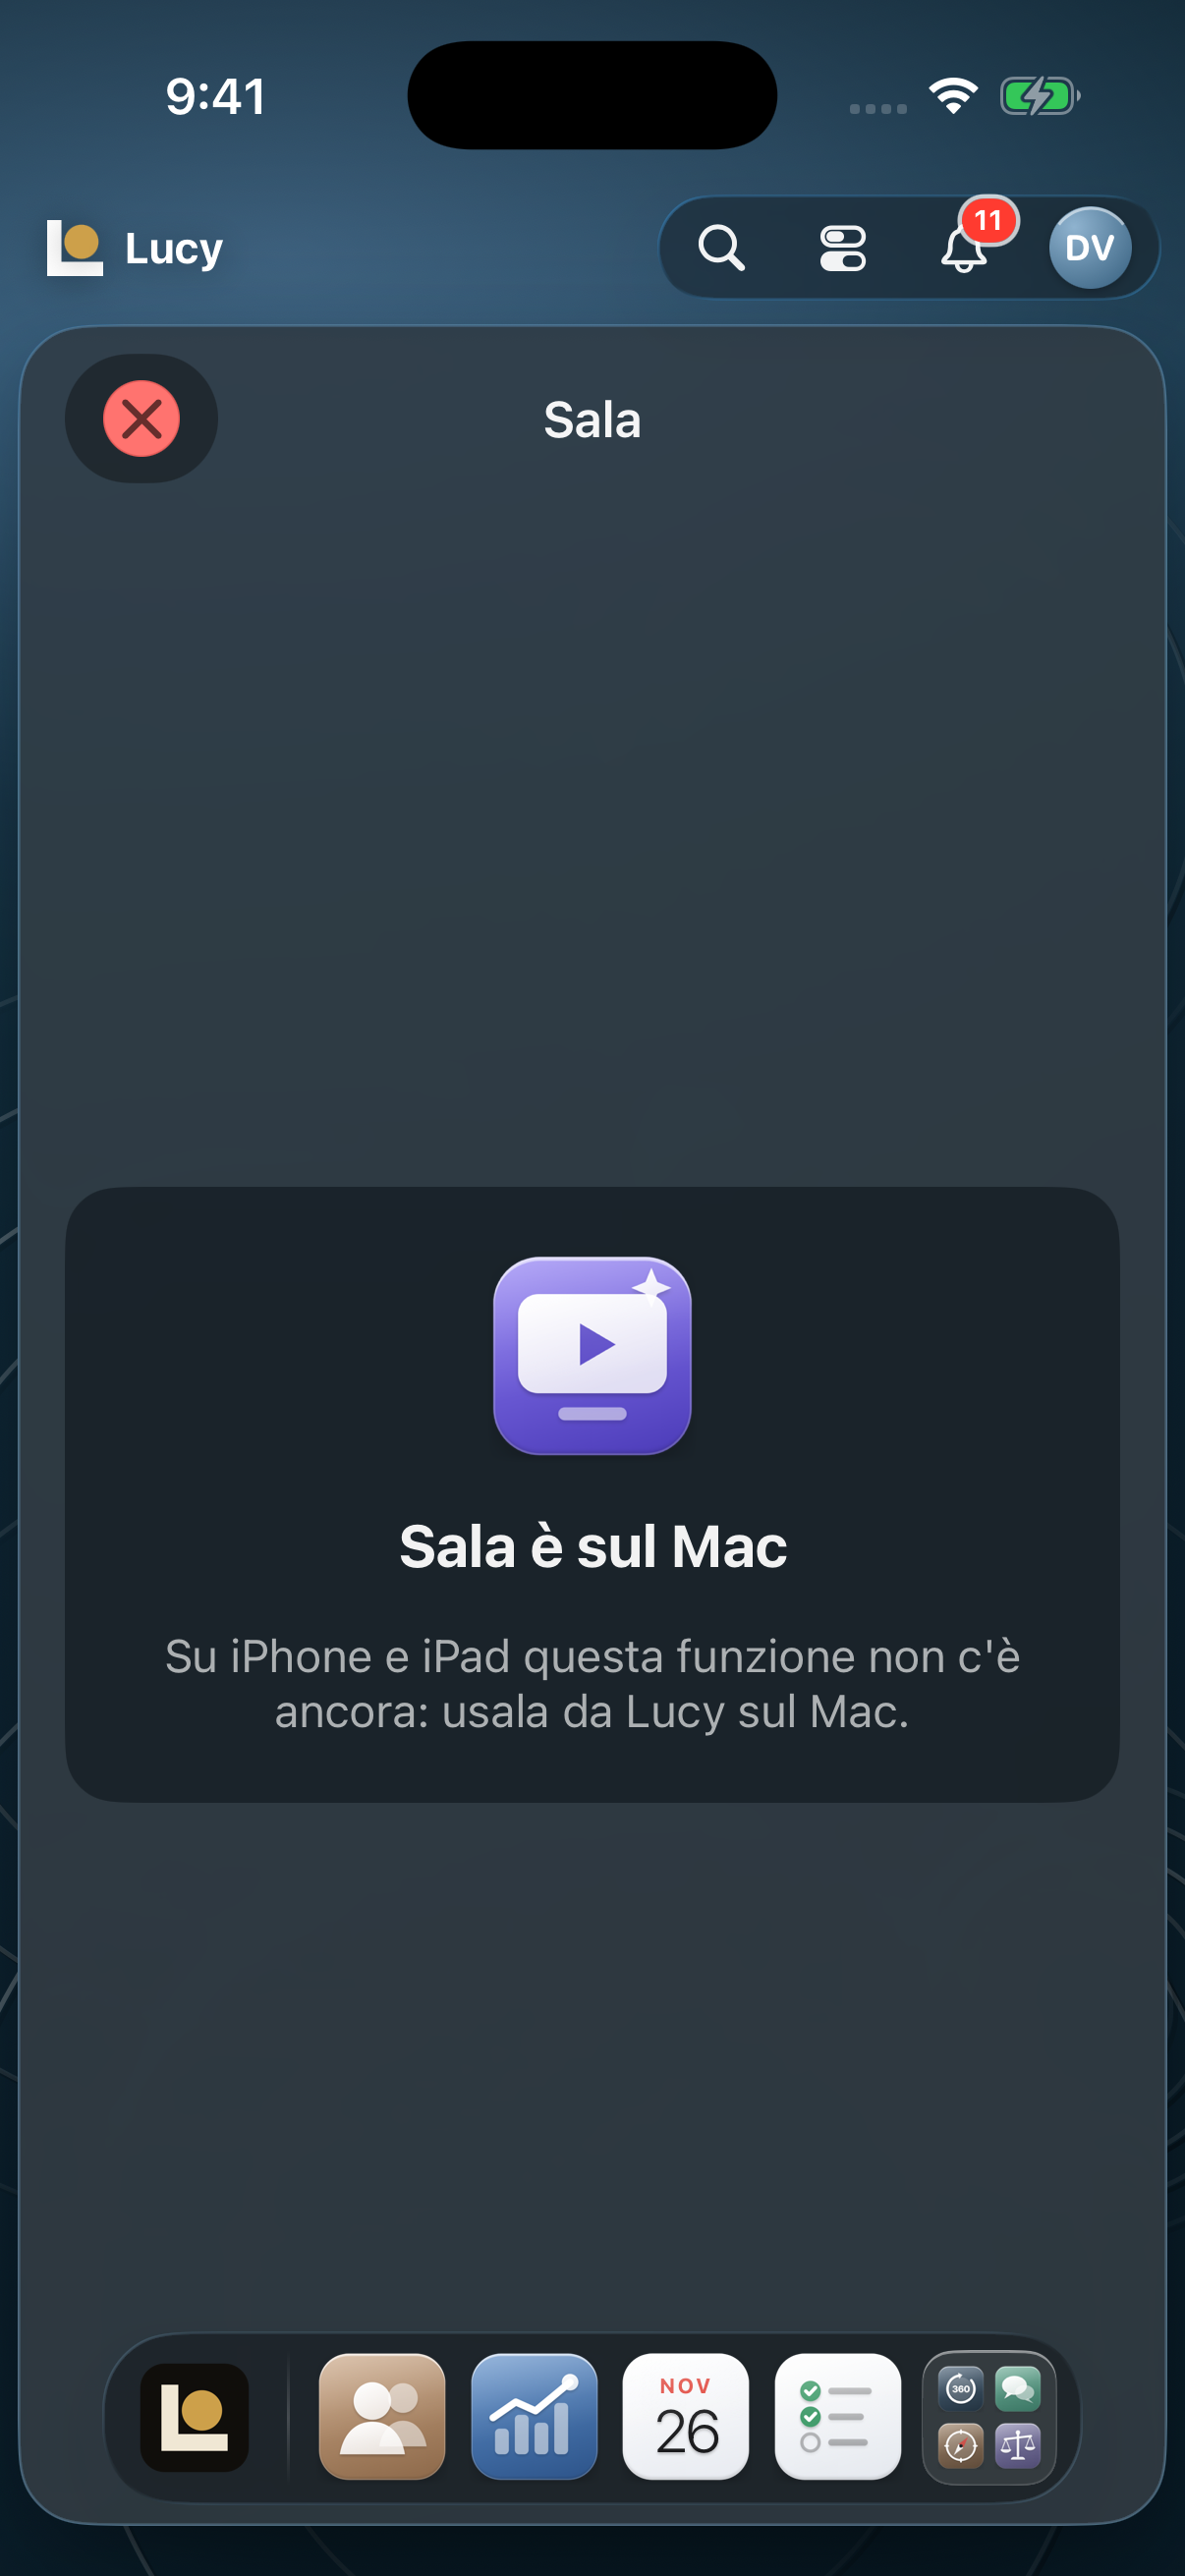 9:41
Lucy
11
DV
Sala
Sala è sul Mac
Su iPhone e iPad questa funzione non c'è
ancora: usala da Lucy sul Mac.
NOV
26
360